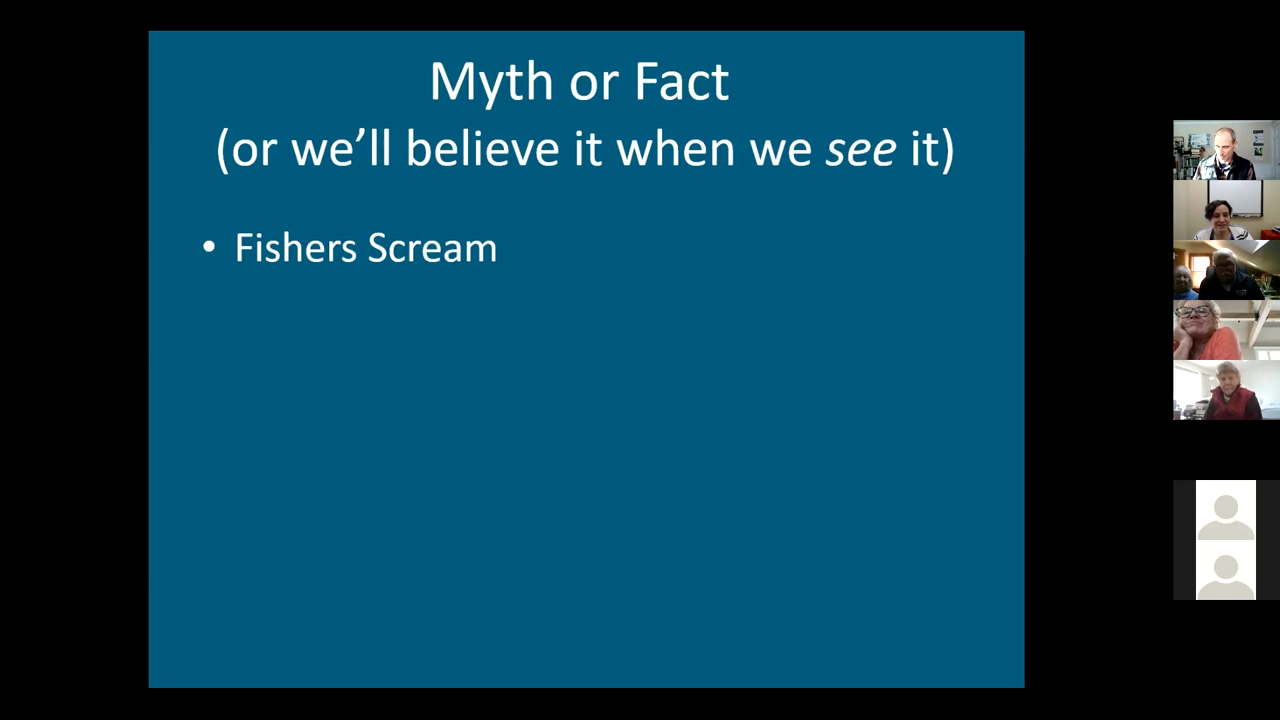 Myth or Fact
(or we’ll believe it when we see it)
• Fishers Scream